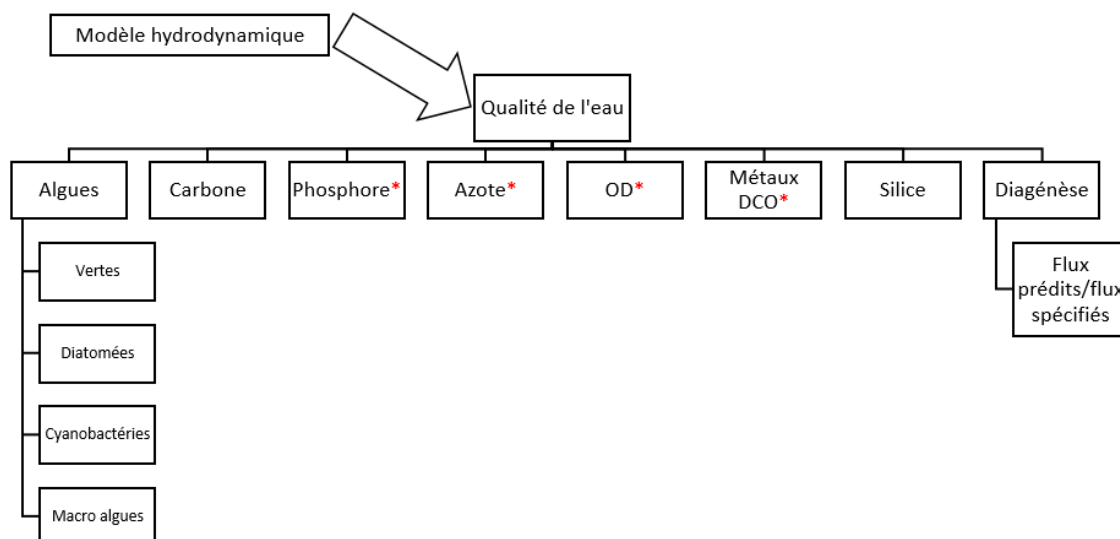 Modèle hydrodynamique
Qualité de l'eau
Algues
Carbone
Phosphore*
Azote*
OD*
Métaux
DCO*
Silice
Diagénèse
Vertes
Diatomées
Cyanobactéries
Macro algues
Flux
prédits/flux
spécifiés